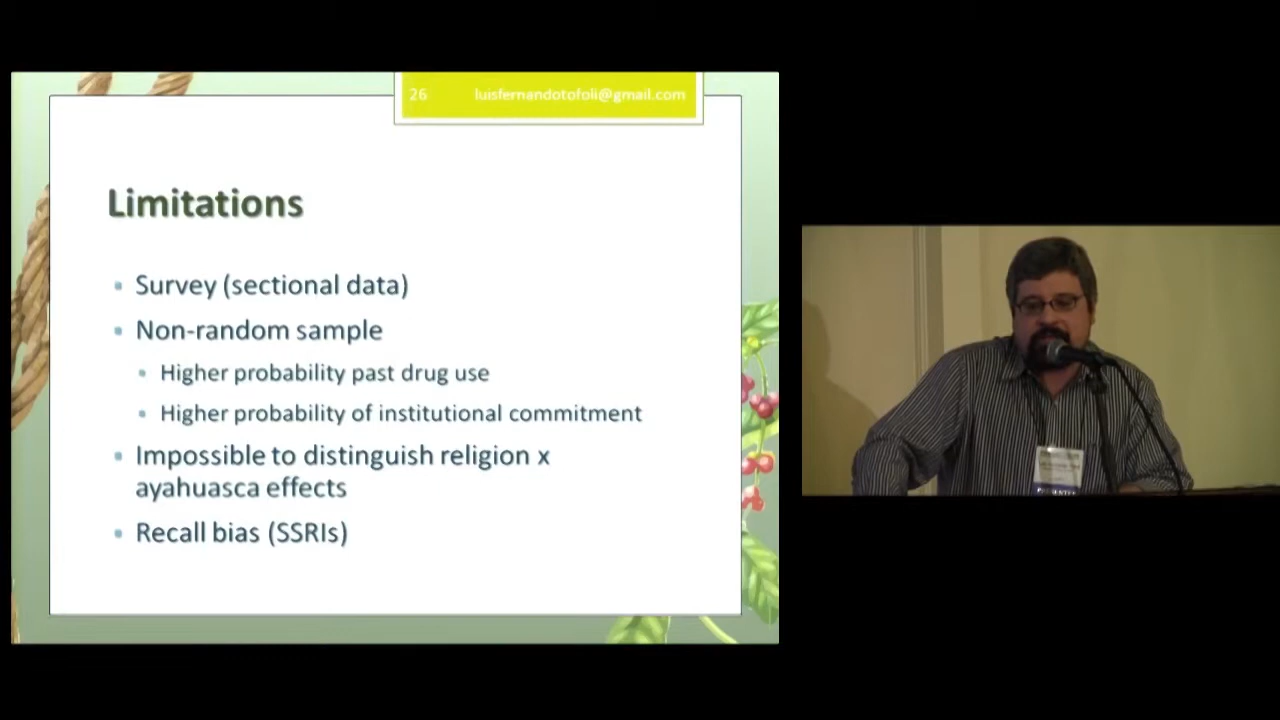 26 luisfernandotofoli@gmail.com
Limitations
Survey (sectional data)
Non-random sample
Higher probability past drug use
Higher probability of institutional commitment
Impossible to distinguish religion x
ayahuasca effects
Recall bias (SSRIs)